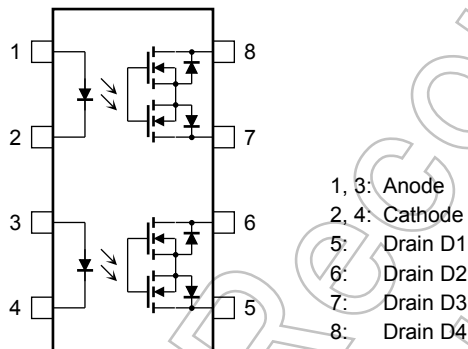 1
8
2
7
3
6
4
5
1, 3: Anode
2, 4: Cathode
5: Drain D1
6: Drain D2
7: Drain D3
8: Drain D4